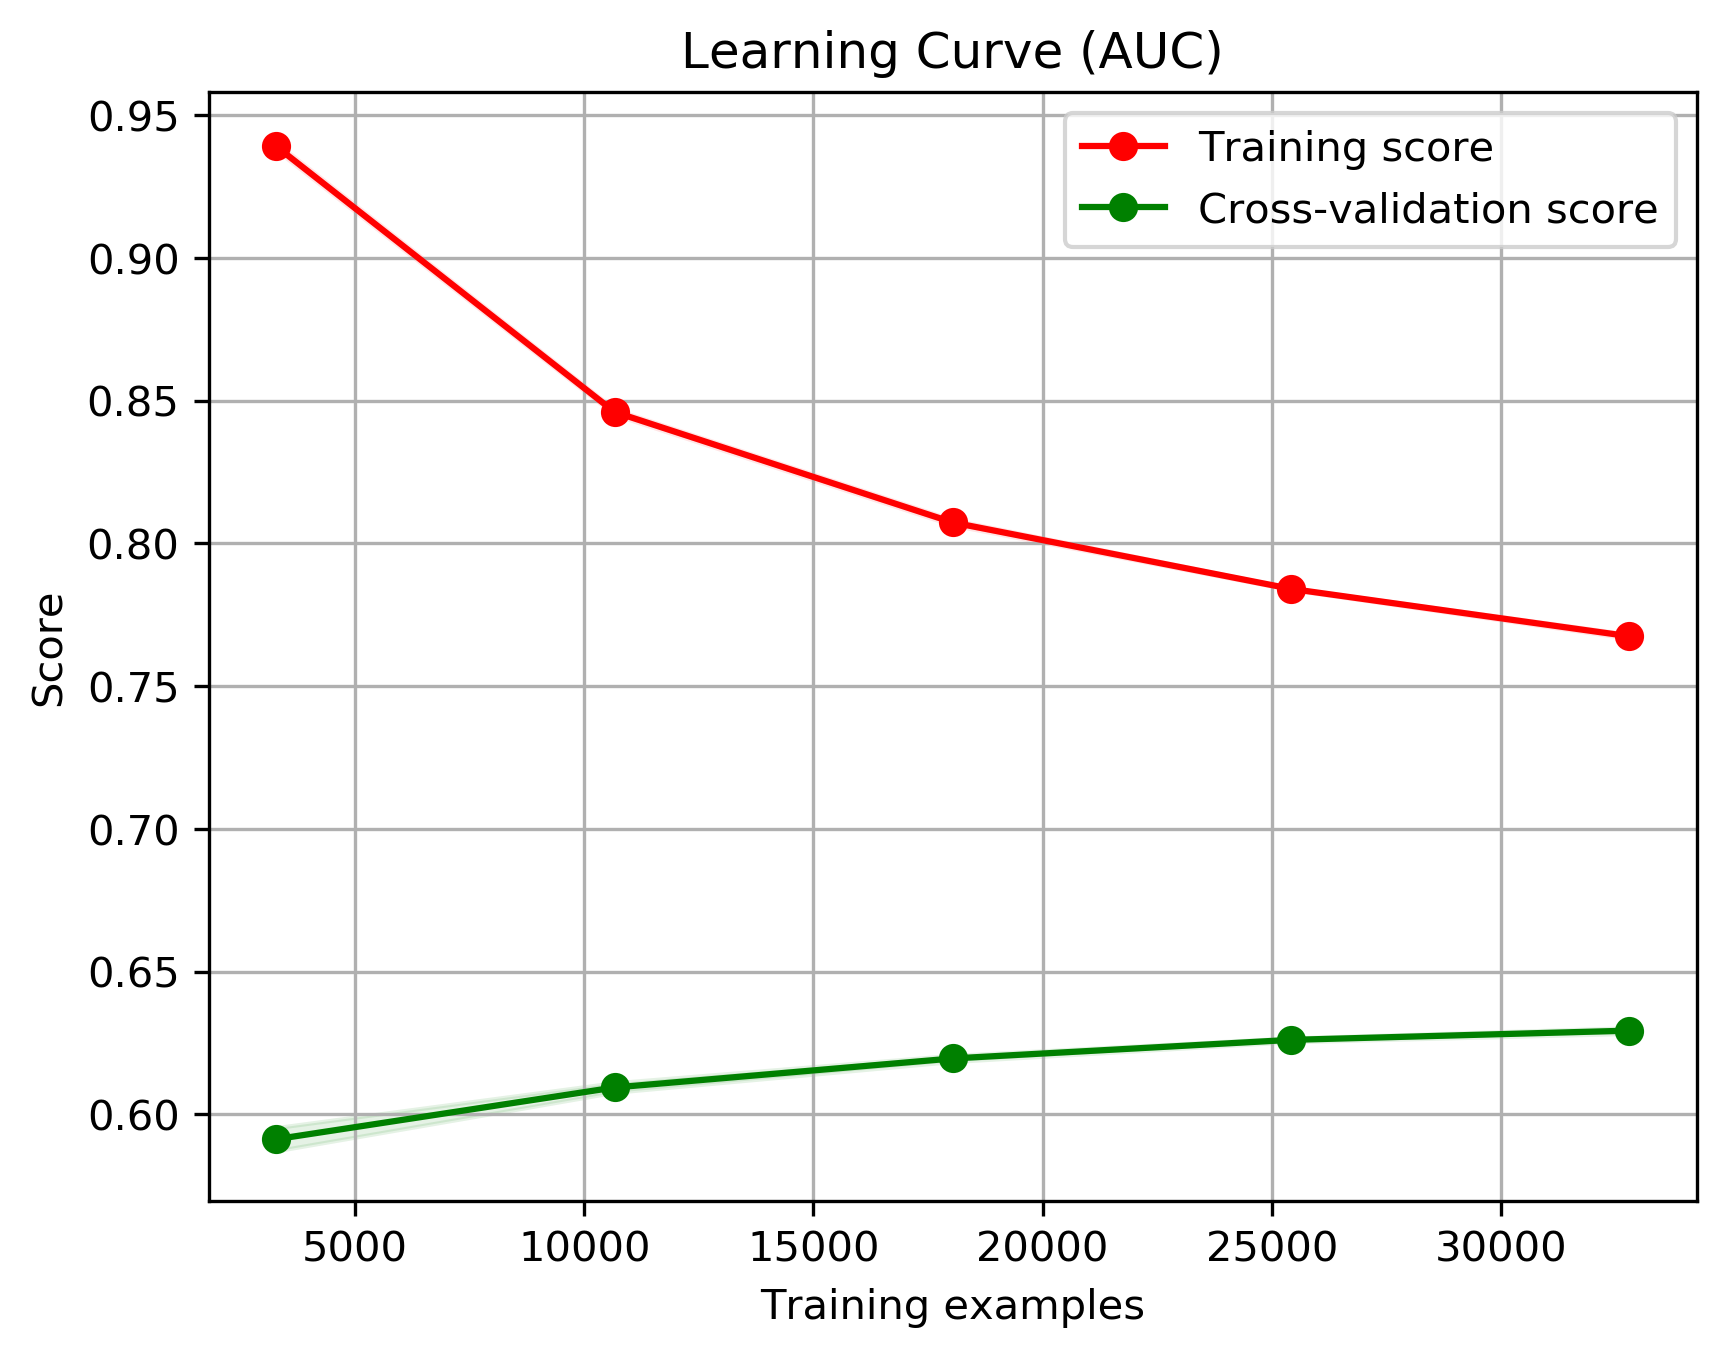 Learning Curve (AUC)
Training score
Cross-validation score
0.95
0.90
0.85
0.80
0.75
0.70
0.65
0.60
Score
5000 10000 15000 20000 25000 30000
Training examples